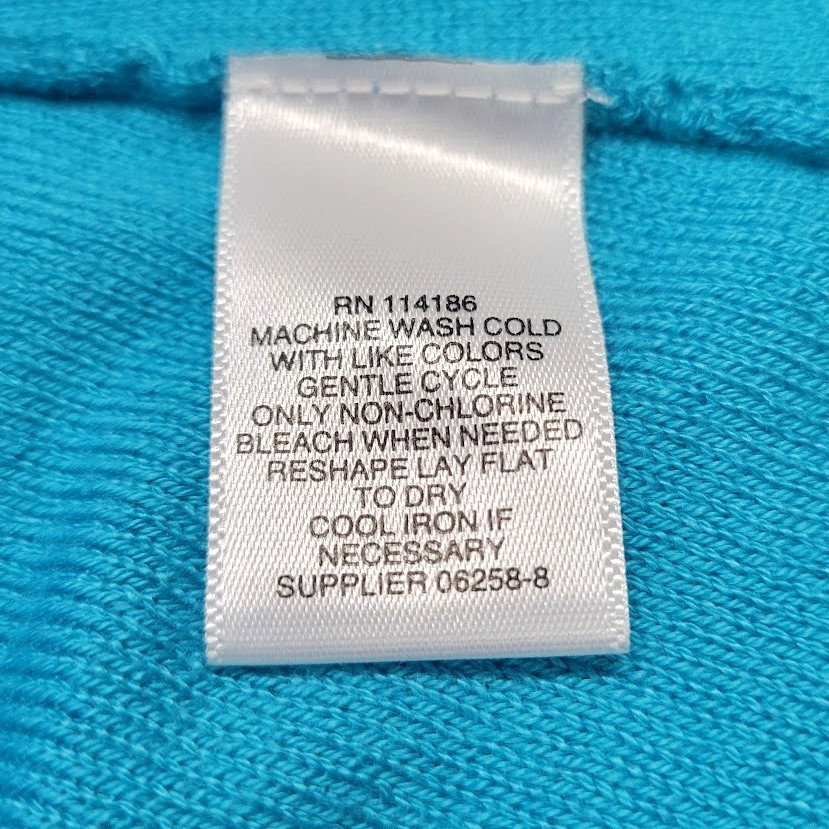 RN 114186
MACHINE WASH COLD
WITH LIKE COLORS
GENTLE CYCLE
ONLY NON-CHLORINE
BLEACH WHEN NEEDED
RESHAPE LAY FLAT
TO DRY
COOL IRON IF
NECESSARY
SUPPLIER 06258-8